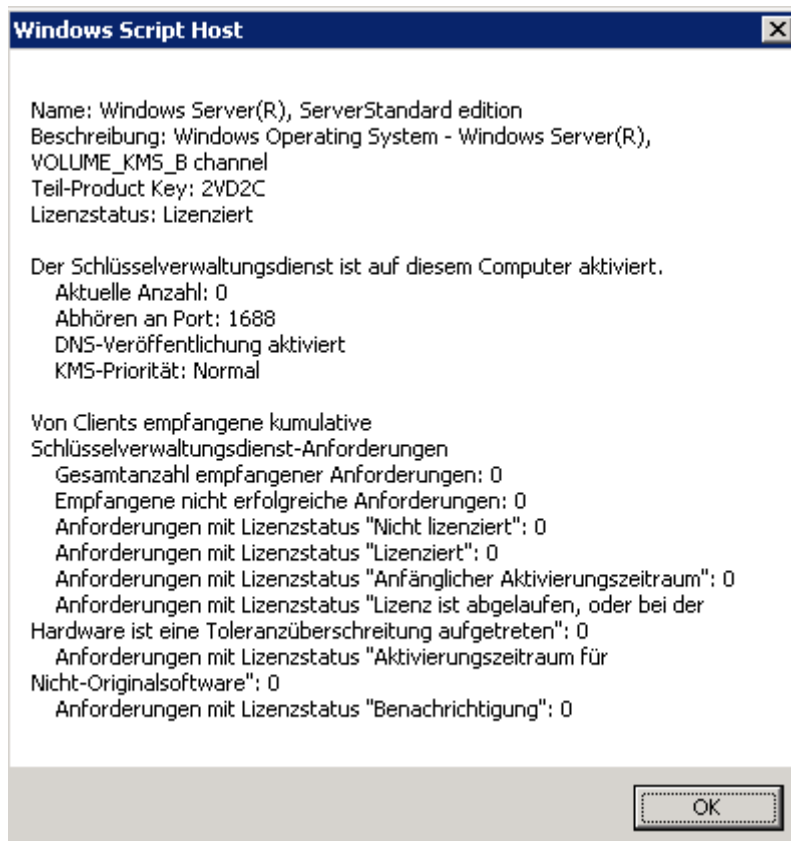 Windows Script Host
Name: Windows Server(R), ServerStandard edition
Beschreibung: Windows Operating System - Windows Server(R),
VOLUME_KMS_B channel
Teil-Product Key: 2VD2C
Lizenzstatus: Lizenziert
Der Schlüsselverwaltungsdienst ist auf diesem Computer aktiviert.
Aktuelle Anzahl: 0
Abhören an Port: 1688
DNS-Veröffentlichung aktiviert
KMS-Priorität: Normal
Von Clients empfangene kumulative
Schlüsselverwaltungsdienst-Anforderungen
Gesamtanzahl empfangener Anforderungen: 0
Empfangene nicht erfolgreiche Anforderungen: 0
Anforderungen mit Lizenzstatus "Nicht lizenziert": 0
Anforderungen mit Lizenzstatus "Lizenziert": 0
Anforderungen mit Lizenzstatus "Anfänglicher Aktivierungszeitraum": 0
Anforderungen mit Lizenzstatus "Lizenz ist abgelaufen, oder bei der
Hardware ist eine Toleranzüberschreitung aufgetreten": 0
Anforderungen mit Lizenzstatus "Aktivierungszeitraum für
Nicht-Originalsoftware": 0
Anforderungen mit Lizenzstatus "Benachrichtigung": 0
OK